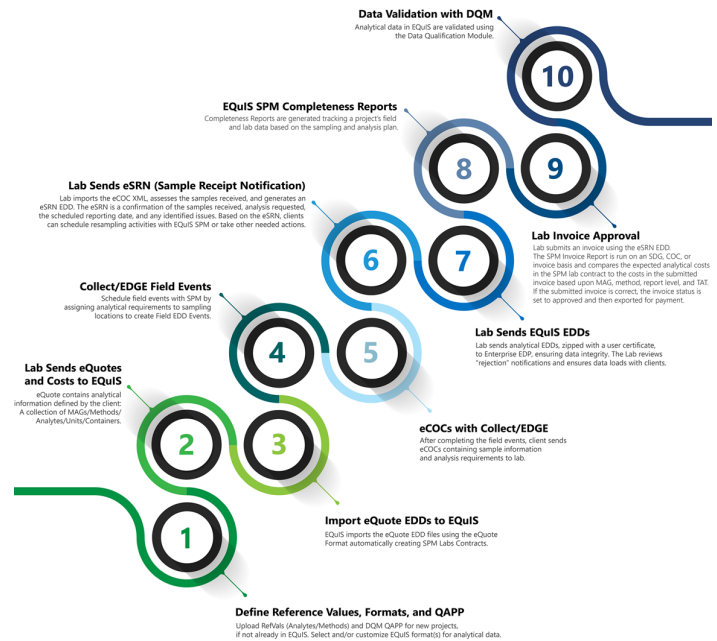 Data Validation with DQM
Analytical data in EQuIS are validated using
the Data Qualification Module.
10
EQuIS SPM Completeness Reports
Completeness Reports are generated tracking a project's field
and lab data based on the sampling and analysis plan.
8
9
Lab Sends eSRN (Sample Receipt Notification)
Lab imports the eCOC XML, assesses the samples received, and generates an
eSRN EDD. The eSRN is a confirmation of the samples received, analysis requested,
the scheduled reporting date, and any identified issues. Based on the eSRN, clients
can schedule resampling activities with EQuIS SPM or take other needed actions.
Lab Invoice Approval
Lab submits an invoice using the eSRN EDD.
The SPM Invoice Report is run on an SDG, COC, or
invoice basis and compares the expected analytical costs
in the SPM lab contract to the costs in the submitted
invoice based upon MAG, method, report level, and TAT.
If the submitted invoice is correct, the invoice status is
set to approved and then exported for payment.
6
7
Collect/EDGE Field Events
Schedule field events with SPM by
assigning analytical requirements to sampling
locations to create Field EDD Events.
Lab Sends EQuIS EDDs
Lab sends analytical EDDs, zipped with a user certificate,
to Enterprise EDP, ensuring data integrity. The Lab reviews
"rejection" notifications and ensures data loads with clients.
4
5
Lab Sends eQuotes
and Costs to EQuIS
eQuote contains analytical
information defined by the client:
A collection of MAGs/Methods/
Analytes/Units/Containers.
eCOCs with Collect/EDGE
After completing the field events, client sends
eCOCs containing sample information
and analysis requirements to lab.
2
3
Import eQuote EDDs to EQuIS
EQUIS imports the eQuote EDD files using the eQuote
Format automatically creating SPM Labs Contracts.
1
Define Reference Values, Formats, and QAPP
Upload RefVals (Analytes/Methods) and DQM QAPP for new projects,
if not already in EQuIS. Select and/or customize EQuIS format(s) for analytical data.